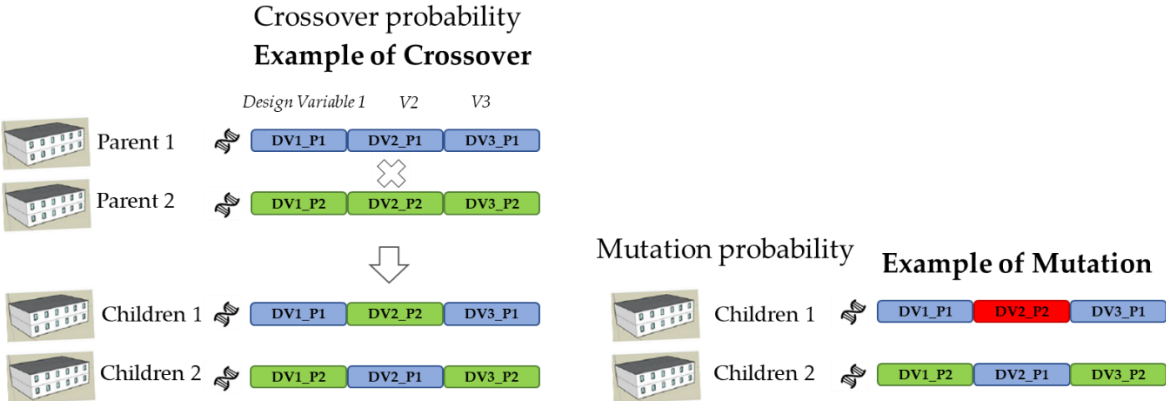 Crossover probability
Example of Crossover
Design Variable 1 V2 V3
Parent 1 DV1_P1 DV2_P1 DV3_P1
Parent 2 DV1_P2 DV2_P2 DV3_P2
Children 1 DV1_P1 DV2_P2 DV3_P1
Children 2 DV1_P2 DV2_P1 DV3_P2
Mutation probability
Example of Mutation
Children 1 DV1_P1 DV2_P2 DV3_P1
Children 2 DV1_P2 DV2_P1 DV3_P2